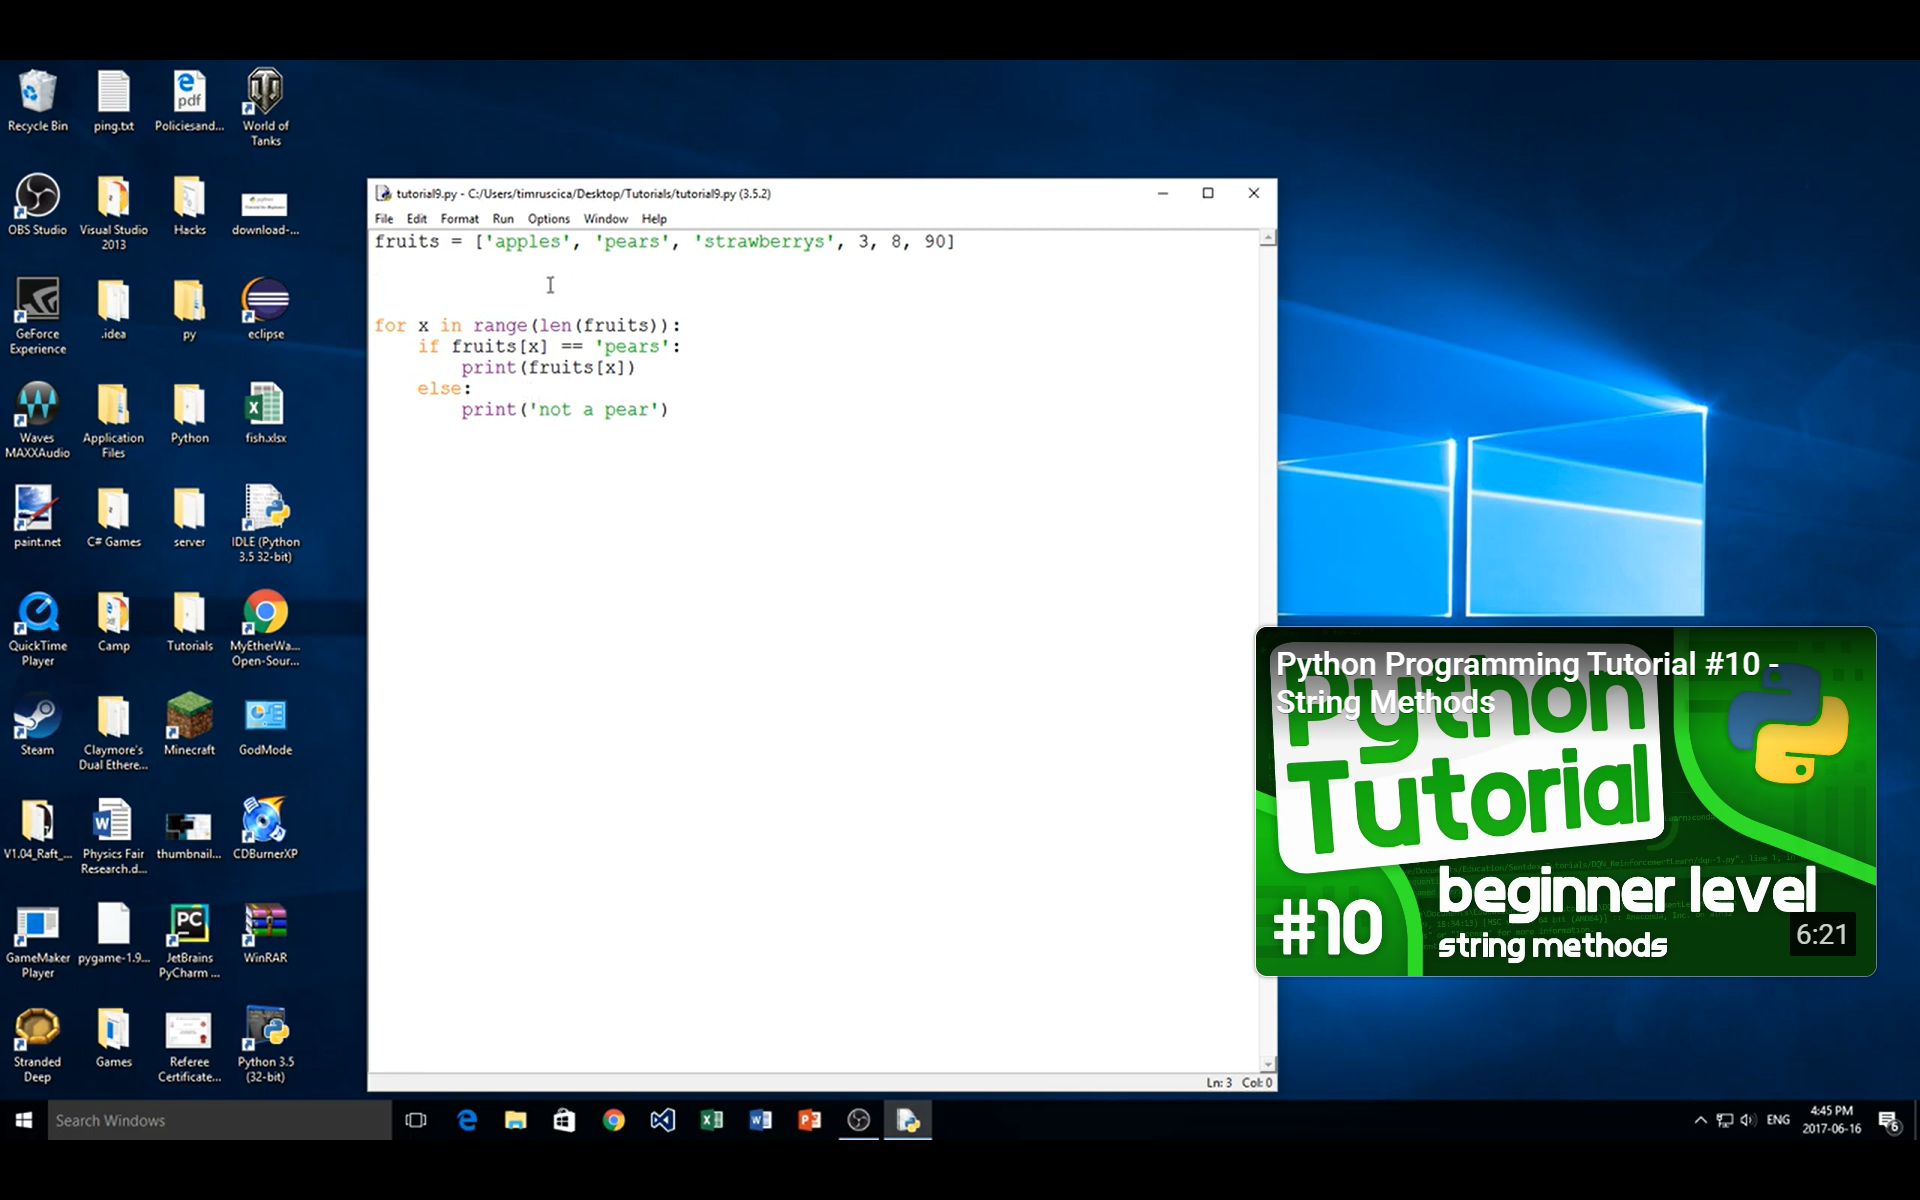 Recycle Bin
ping.txt
Policiesand...
World of
Tanks
OBS Studio
Visual Studio
2013
Hacks
download-...
GeForce
Experience
.idea
py
eclipse
Waves
MAXXAudio
Application
Files
Python
fish.xlsx
paint.net
C# Games
server
IDLE (Python
3.5 32-bit)
QuickTime
Player
Camp
Tutorials
MyEtherWa...
Open-Sour...
Steam
Claymore's
Dual Ethere...
Minecraft
GodMode
V1.04_Raft_...
Physics Fair
Research.d...
thumbnail...
CDBurnerXP
GameMaker
Player
pygame-1.9...
JetBrains
PyCharm ...
WinRAR
Stranded
Deep
Games
Referee
Certificate...
Python 3.5
(32-bit)
tutorial9.py - C:/Users/timruscica/Desktop/Tutorials/tutorial9.py (3.5.2)
File Edit Format Run Options Window Help
fruits = ['apples', 'pears', 'strawberrys', 3, 8, 90]
for x in range(len(fruits)):
    if fruits[x] == 'pears':
        print(fruits[x])
    else:
        print('not a pear')
Ln: 3 Col: 0
Python Programming Tutorial #10 -
String Methods
Python
Tutorial
#10
beginner level
string methods
6:21
Search Windows
ENG
4:45 PM
2017-06-16
6